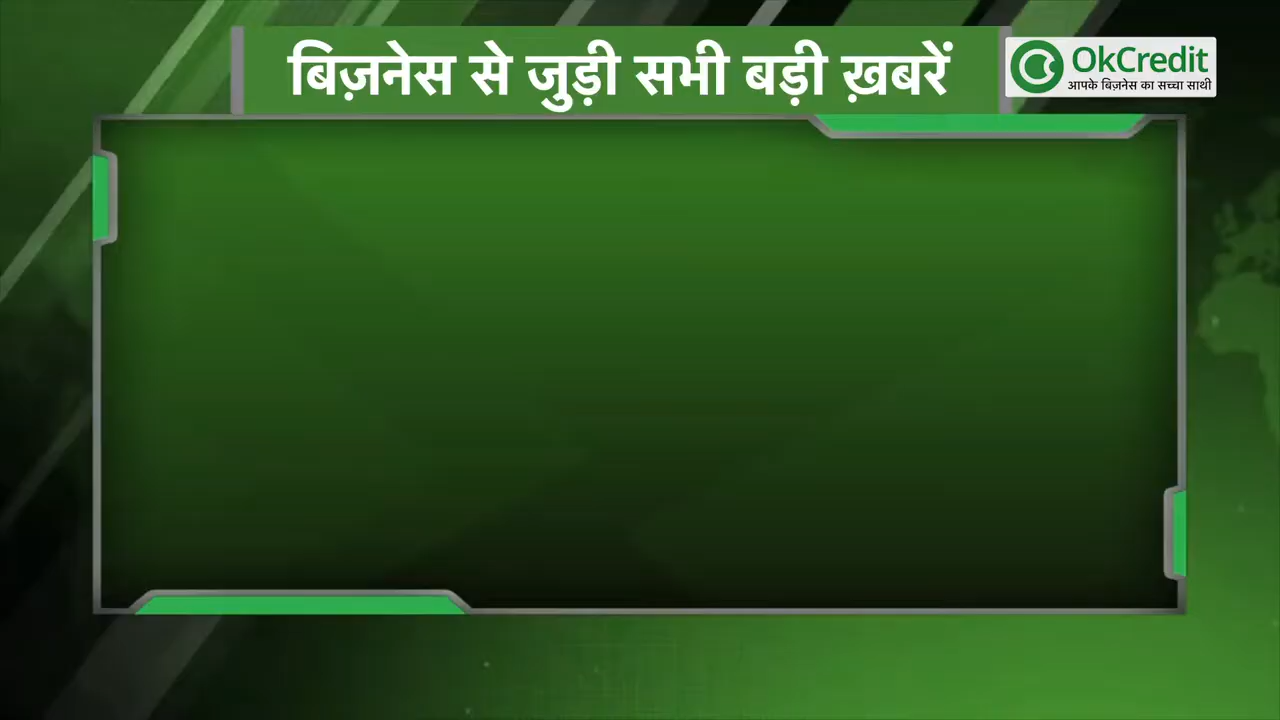 बिज़नेस से जुड़ी सभी बड़ी ख़बरें
OkCredit
आपके बिज़नेस का सच्चा साथी